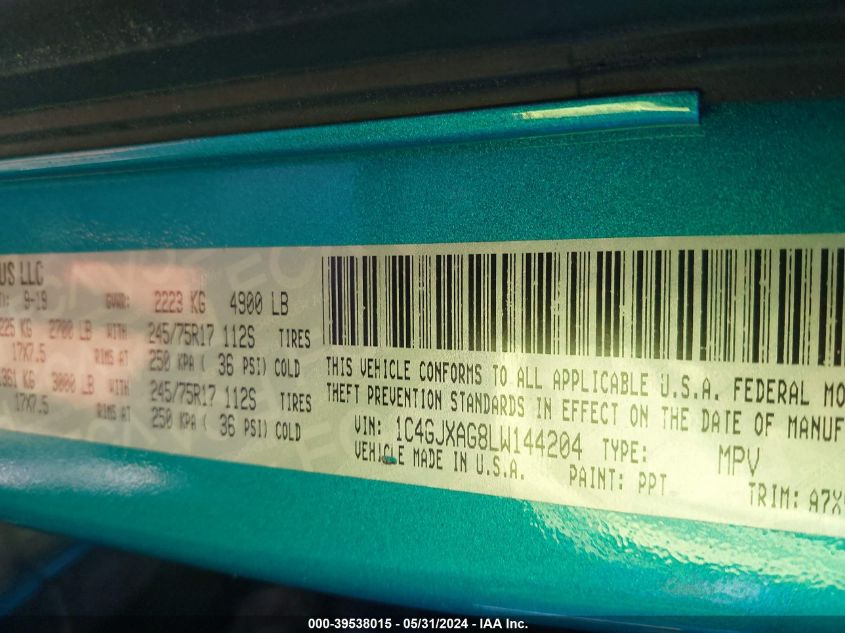 US LLC
9-19 GVWR: 2223 KG 4900 LB
225 KG 2700 LB WITH 245/75R17 112S TIRES
17X7.5 RIMS AT 250 KPA ( 36 PSI) COLD
1361 KG 3000 LB WITH 245/75R17 112S TIRES
17X7.5 RIMS AT 250 KPA ( 36 PSI) COLD
THIS VEHICLE CONFORMS TO ALL APPLICABLE U.S.A. FEDERAL MO
THEFT PREVENTION STANDARDS IN EFFECT ON THE DATE OF MANUF
VIN: 1C4GJXAG8LW144204 TYPE: MPV
VEHICLE MADE IN U.S.A. PAINT: PPT TRIM: A7X
000-39538015 - 05/31/2024 - IAA Inc.